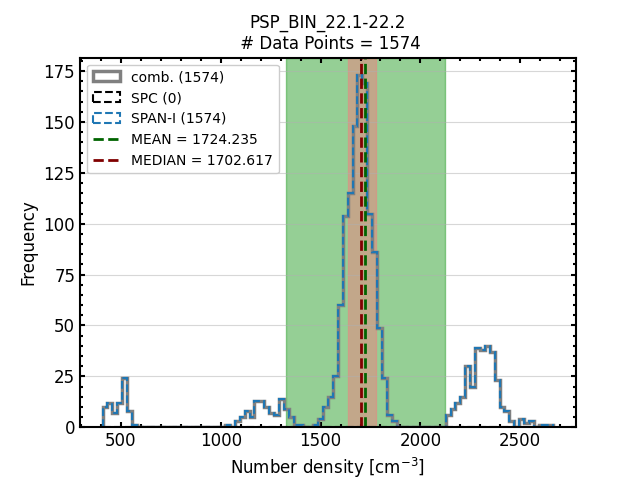 PSP_BIN_22.1-22.2
# Data Points = 1574
comb. (1574)
SPC (0)
SPAN-I (1574)
MEAN = 1724.235
MEDIAN = 1702.617
Frequency
175
150
125
100
75
50
25
0
500
1000
1500
2000
2500
Number density [cm⁻³]